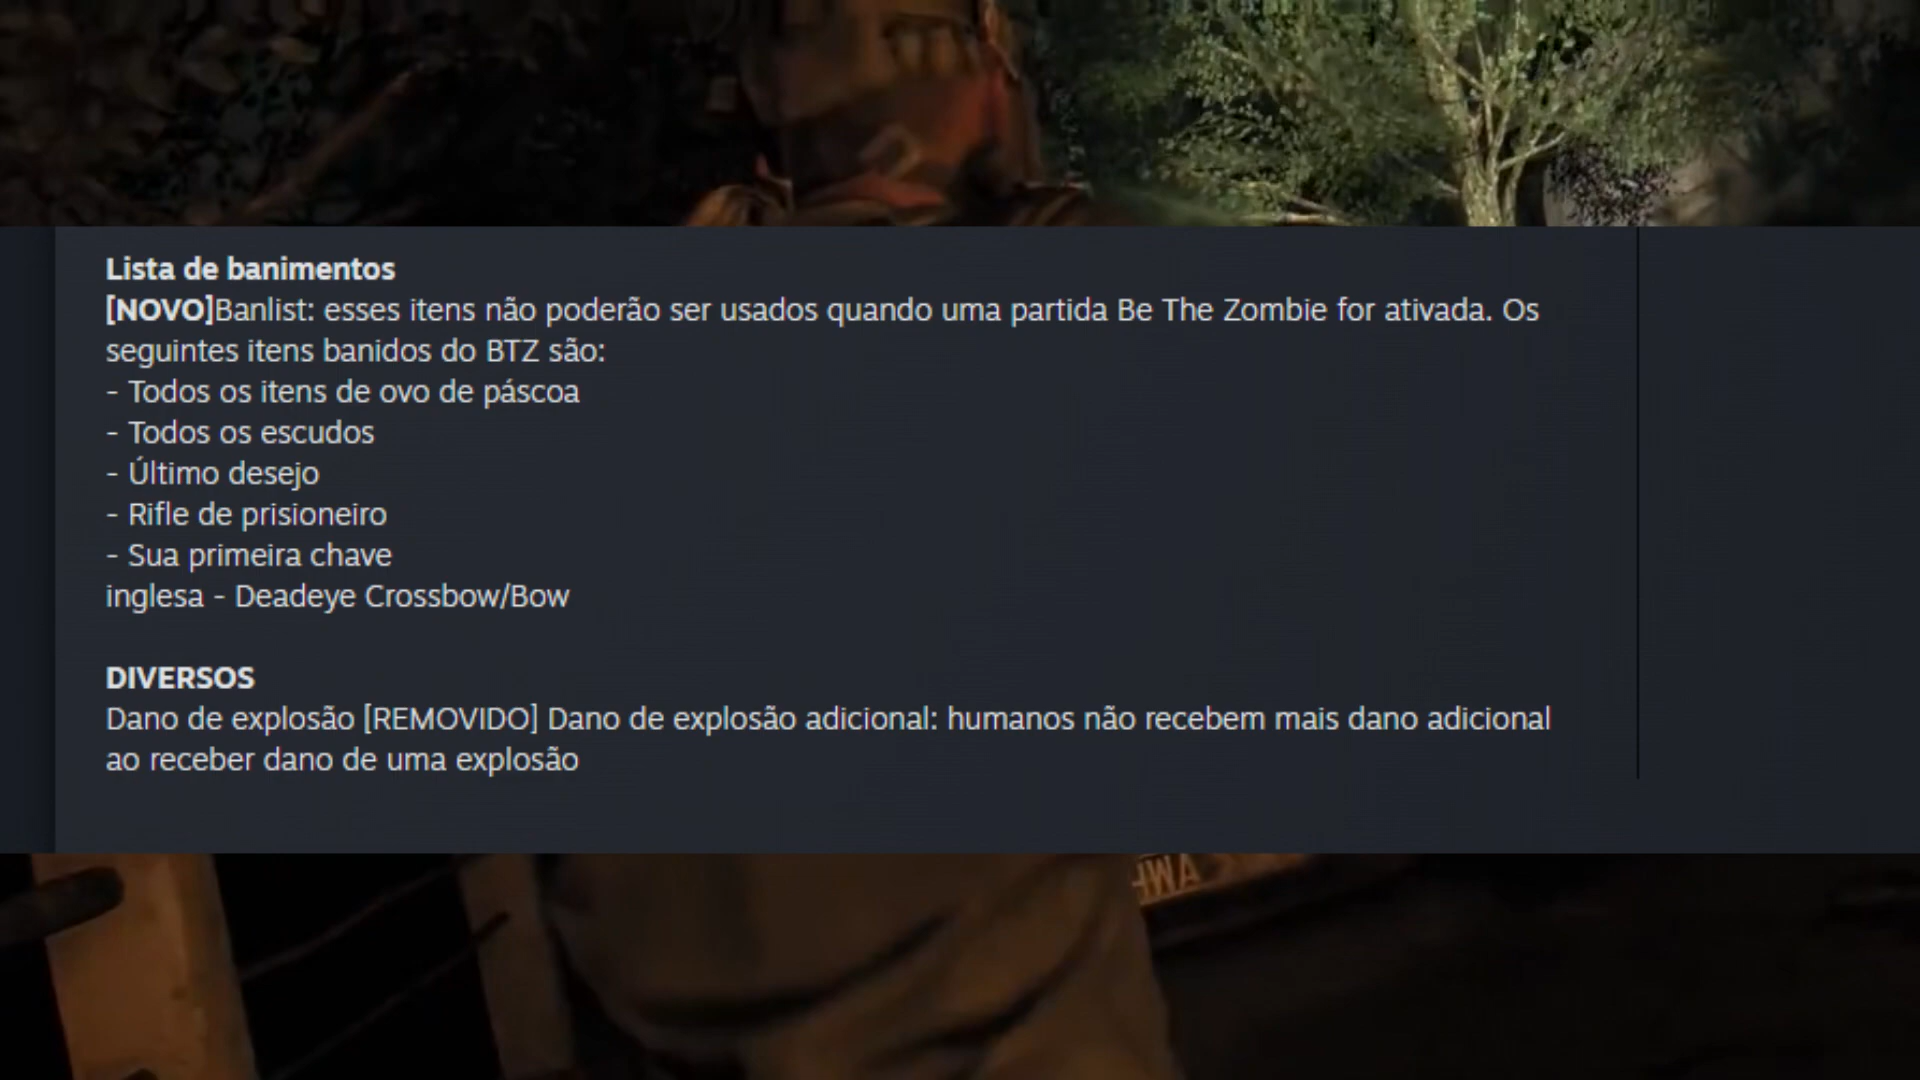 Lista de banimentos
[NOVO]Banlist: esses itens não poderão ser usados quando uma partida Be The Zombie for ativada. Os
seguintes itens banidos do BTZ são:
- Todos os itens de ovo de páscoa
- Todos os escudos
- Último desejo
- Rifle de prisioneiro
- Sua primeira chave
inglesa - Deadeye Crossbow/Bow
DIVERSOS
Dano de explosão [REMOVIDO] Dano de explosão adicional: humanos não recebem mais dano adicional
ao receber dano de uma explosão